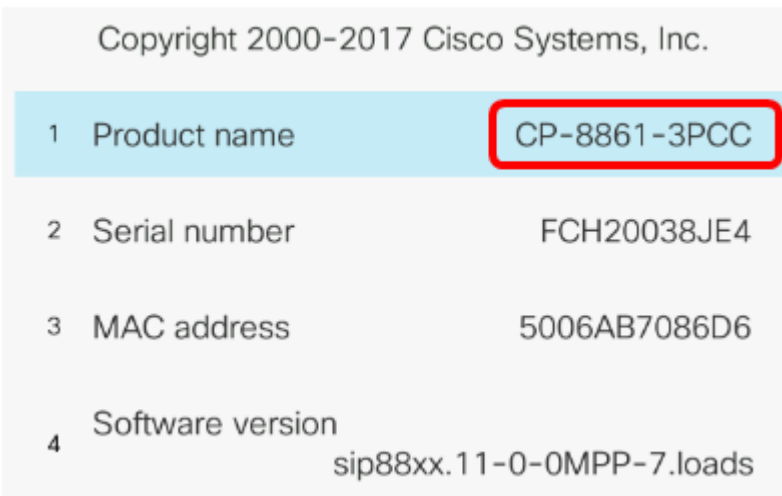 Copyright 2000-2017 Cisco Systems, Inc.
1 Product name CP-8861-3PCC
2 Serial number FCH20038JE4
3 MAC address 5006AB7086D6
4 Software version
sip88xx.11-0-0MPP-7.loads